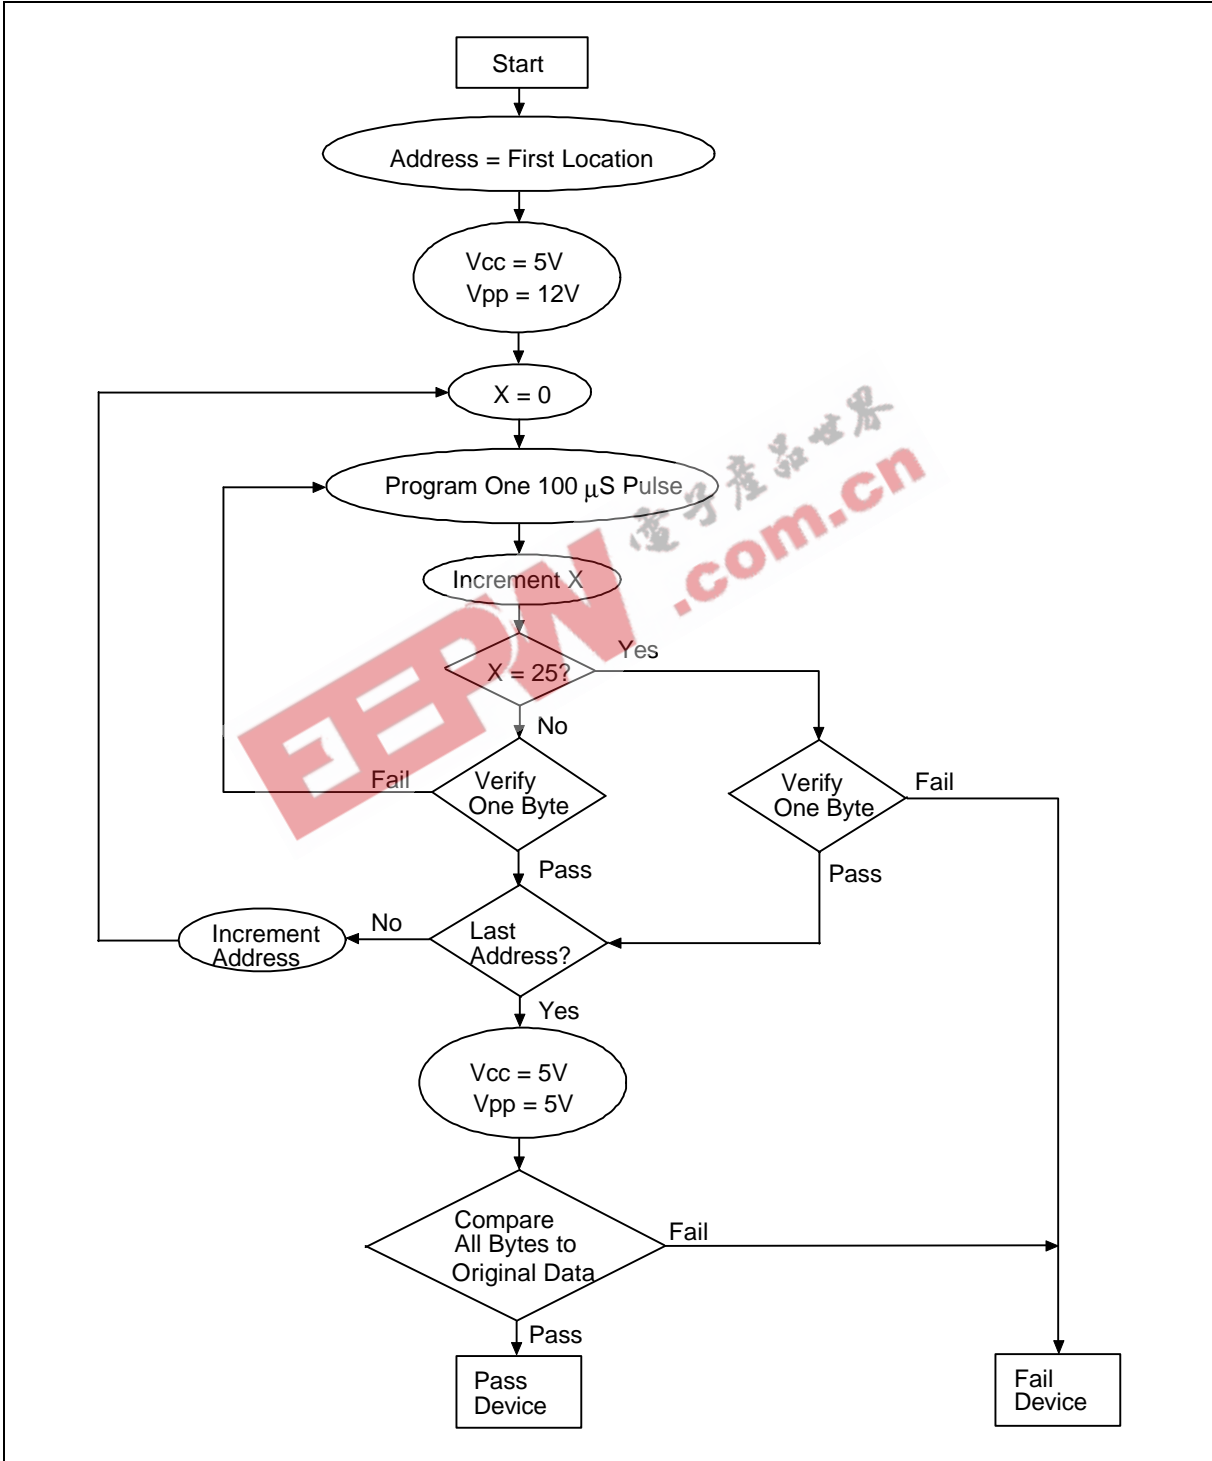 Start
Address = First Location
Vcc = 5V
Vpp = 12V
X = 0
Program One 100 μS Pulse
電子產品世界
EEPW.com.cn
Increment X
X = 25?
Yes
No
Fail
Verify
One Byte
Verify
One Byte
Fail
Pass
Pass
Increment
Address
No
Last
Address?
Yes
Vcc = 5V
Vpp = 5V
Compare
All Bytes to
Original Data
Fail
Pass
Pass
Device
Fail
Device